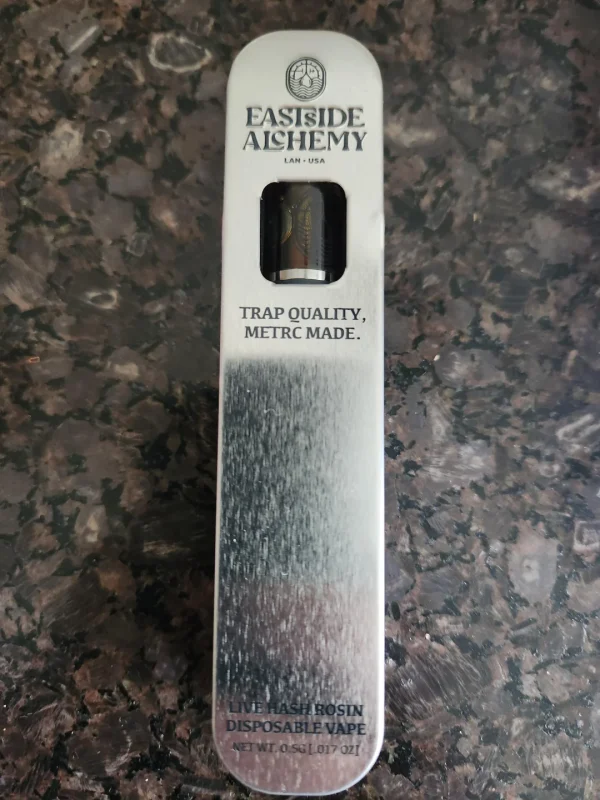 EASTSIDE
ALCHEMY
LAN • USA
TRAP QUALITY,
METRC MADE.
LIVE HASH ROSIN
DISPOSABLE VAPE
NET WT. 0.5G [.017 OZ]